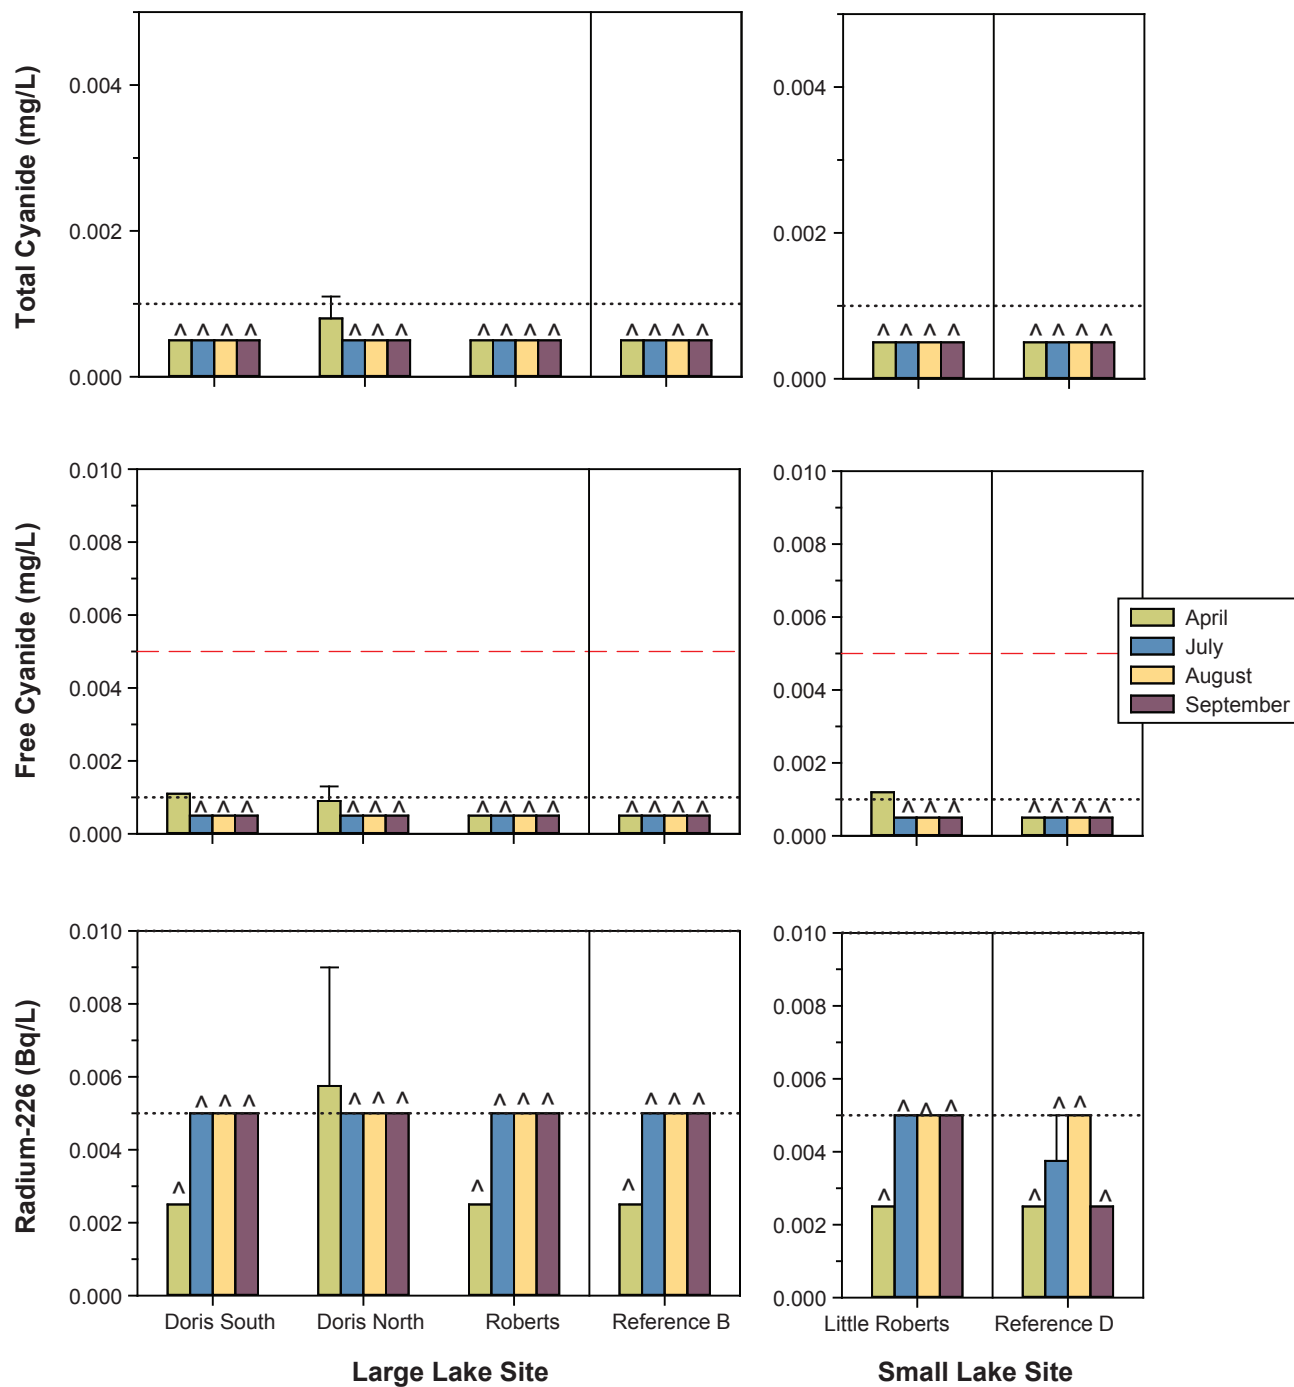 Total Cyanide (mg/L)
0.004
0.002
0.000
^ ^ ^ ^
^ ^ ^
^ ^ ^ ^
^ ^ ^ ^
0.004
0.002
0.000
^ ^ ^ ^
^ ^ ^ ^
Free Cyanide (mg/L)
0.010
0.008
0.006
0.004
0.002
0.000
^ ^ ^
^ ^ ^
^ ^ ^ ^
^ ^ ^ ^
0.010
0.008
0.006
0.004
0.002
0.000
^ ^ ^
^ ^ ^ ^
April
July
August
September
Radium-226 (Bq/L)
0.010
0.008
0.006
0.004
0.002
0.000
^ ^ ^ ^
^ ^ ^
^ ^ ^ ^
^ ^ ^ ^
Doris South
Doris North
Roberts
Reference B
Large Lake Site
0.010
0.008
0.006
0.004
0.002
0.000
^ ^ ^ ^
^ ^ ^ ^
Little Roberts
Reference D
Small Lake Site